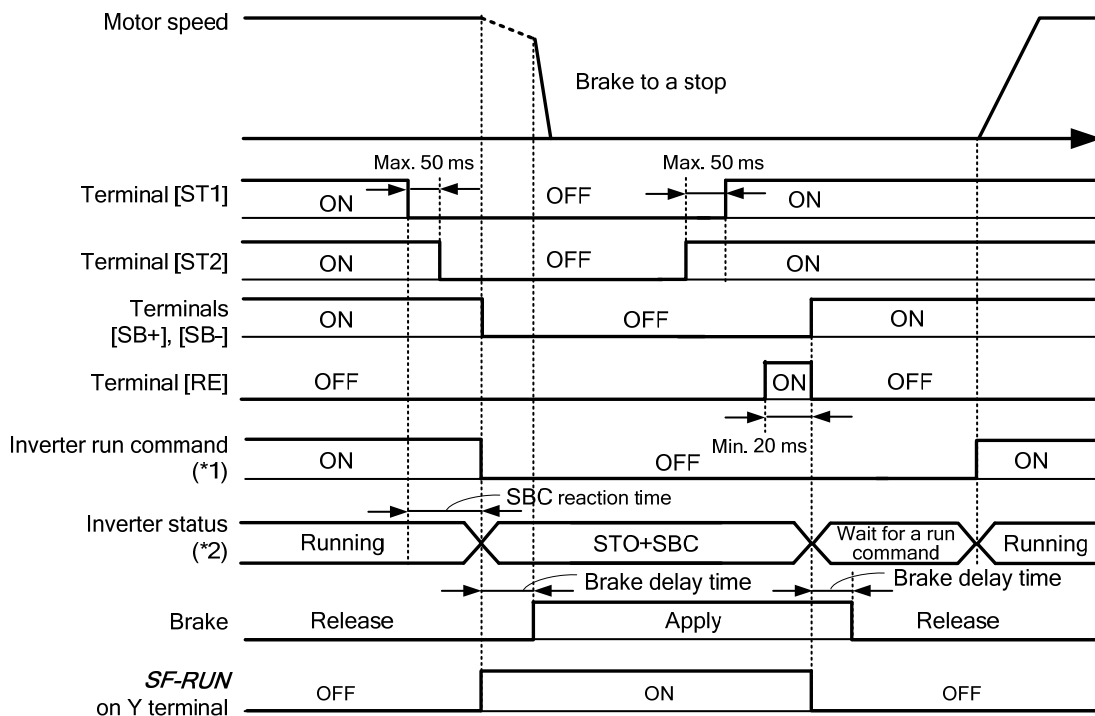 Motor speed
Brake to a stop
Max. 50 ms
Max. 50 ms
Terminal [ST1]
ON
OFF
ON
Terminal [ST2]
ON
OFF
ON
Terminals
[SB+], [SB-]
ON
OFF
ON
Terminal [RE]
OFF
ON
OFF
Min. 20 ms
Inverter run command
(*1)
ON
OFF
ON
SBC reaction time
Inverter status
(*2)
Running
STO+SBC
Wait for a run
command
Running
Brake delay time
Brake delay time
Brake
Release
Apply
Release
SF-RUN
on Y terminal
OFF
ON
OFF